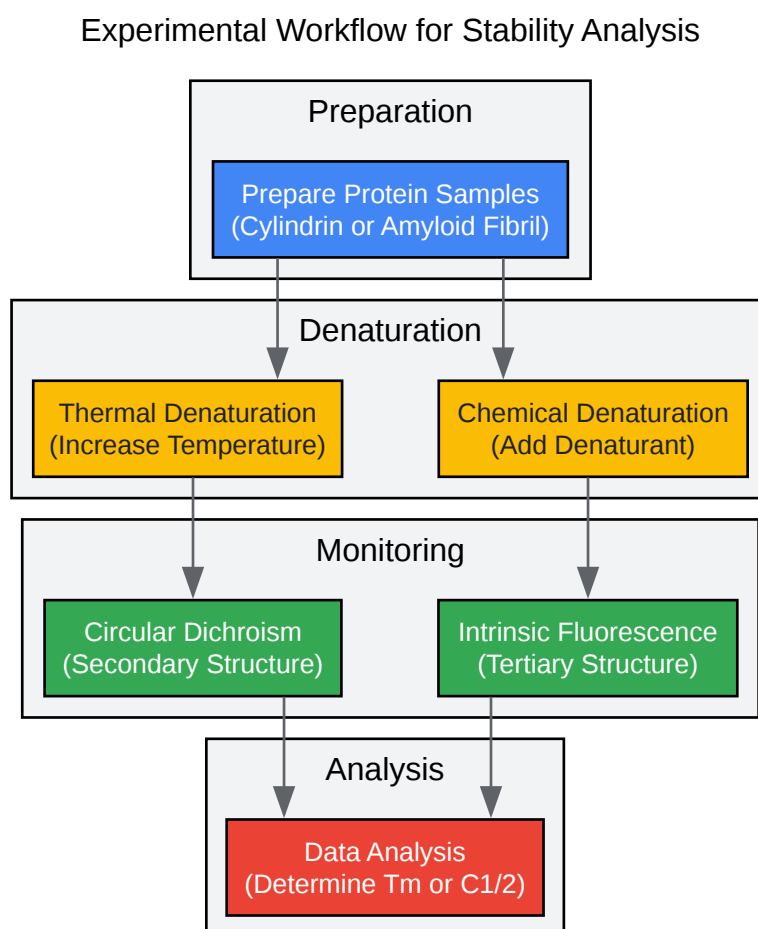 Experimental Workflow for Stability Analysis
Preparation
Prepare Protein Samples
(Cylindrin or Amyloid Fibril)
Denaturation
Thermal Denaturation
(Increase Temperature)
Chemical Denaturation
(Add Denaturant)
Monitoring
Circular Dichroism
(Secondary Structure)
Intrinsic Fluorescence
(Tertiary Structure)
Analysis
Data Analysis
(Determine Tm or C1/2)